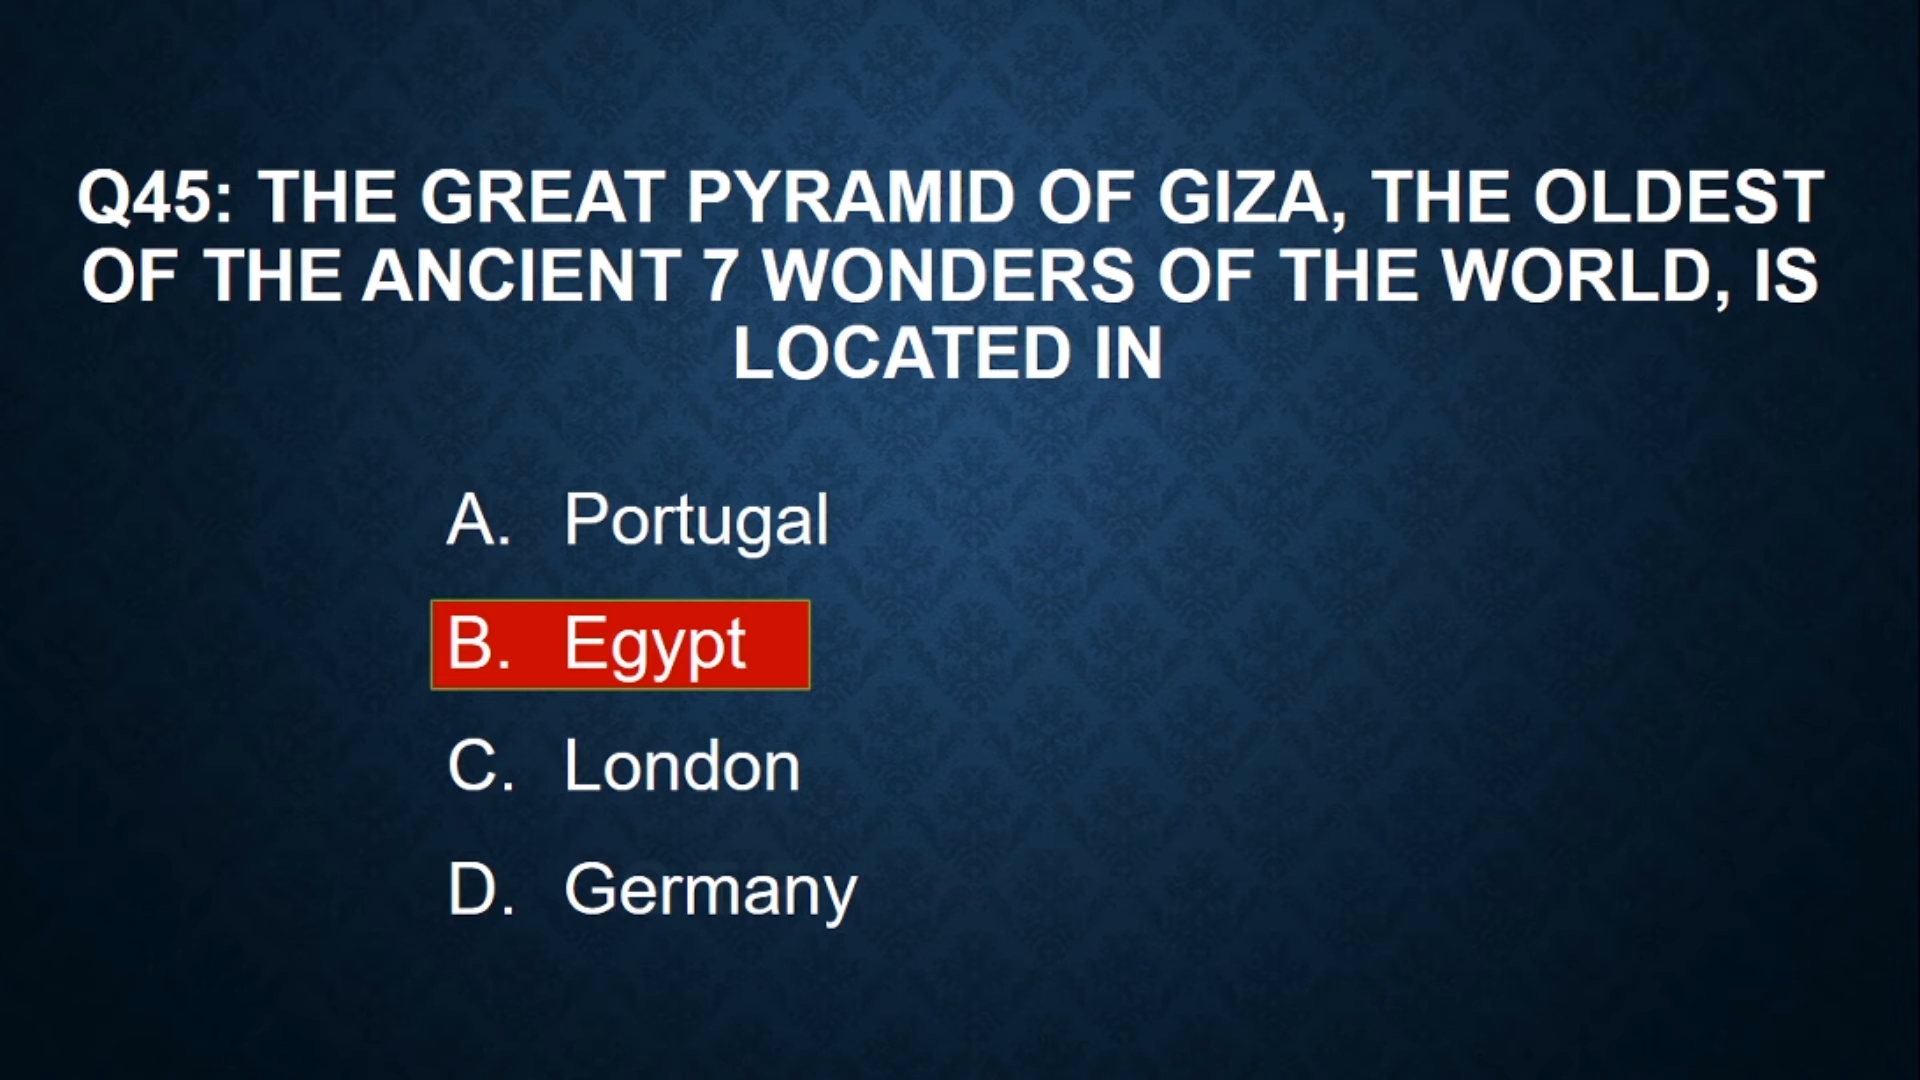 Q45: THE GREAT PYRAMID OF GIZA, THE OLDEST
OF THE ANCIENT 7 WONDERS OF THE WORLD, IS
LOCATED IN
A. Portugal
B. Egypt
C. London
D. Germany